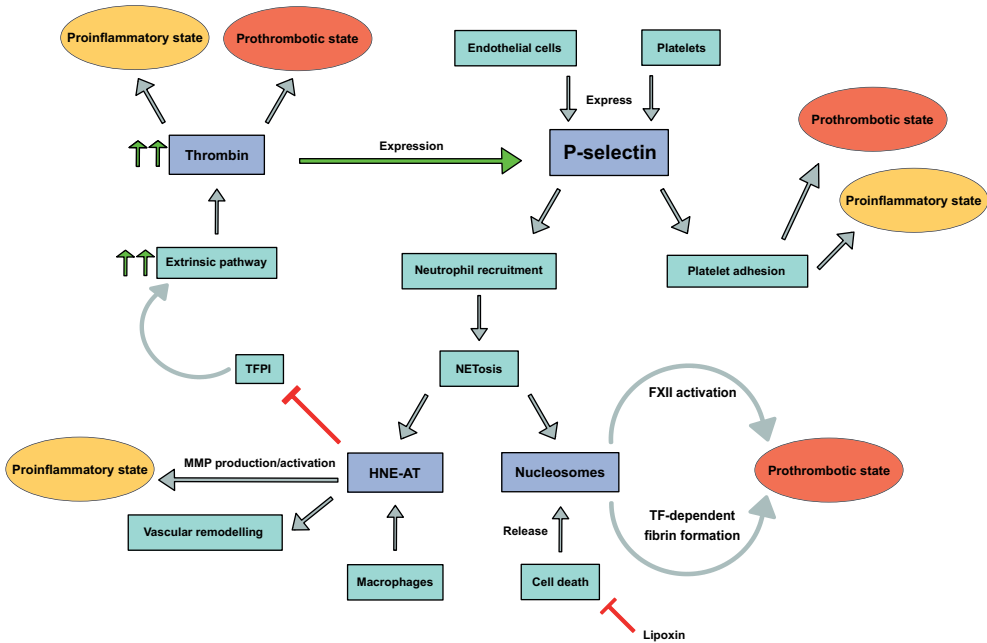 Proinflammatory state
Prothrombotic state
Endothelial cells
Platelets
Express
Prothrombotic state
Thrombin
Expression
P-selectin
Proinflammatory state
Extrinsic pathway
Neutrophil recruitment
Platelet adhesion
TFPI
NETosis
FXII activation
MMP production/activation
Proinflammatory state
HNE-AT
Nucleosomes
Prothrombotic state
Vascular remodelling
Release
TF-dependent
fibrin formation
Macrophages
Cell death
Lipoxin